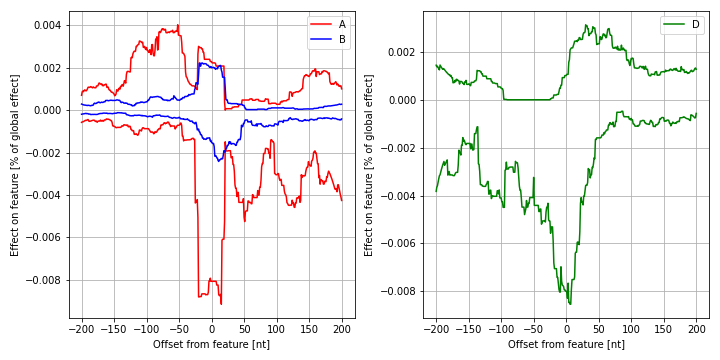 0.004
0.002
0.000
−0.002
−0.004
−0.006
−0.008
Effect on feature [% of global effect]
A
B
−200 −150 −100 −50 0 50 100 150 200
Offset from feature [nt]
0.002
0.000
−0.002
−0.004
−0.006
−0.008
Effect on feature [% of global effect]
D
−200 −150 −100 −50 0 50 100 150 200
Offset from feature [nt]